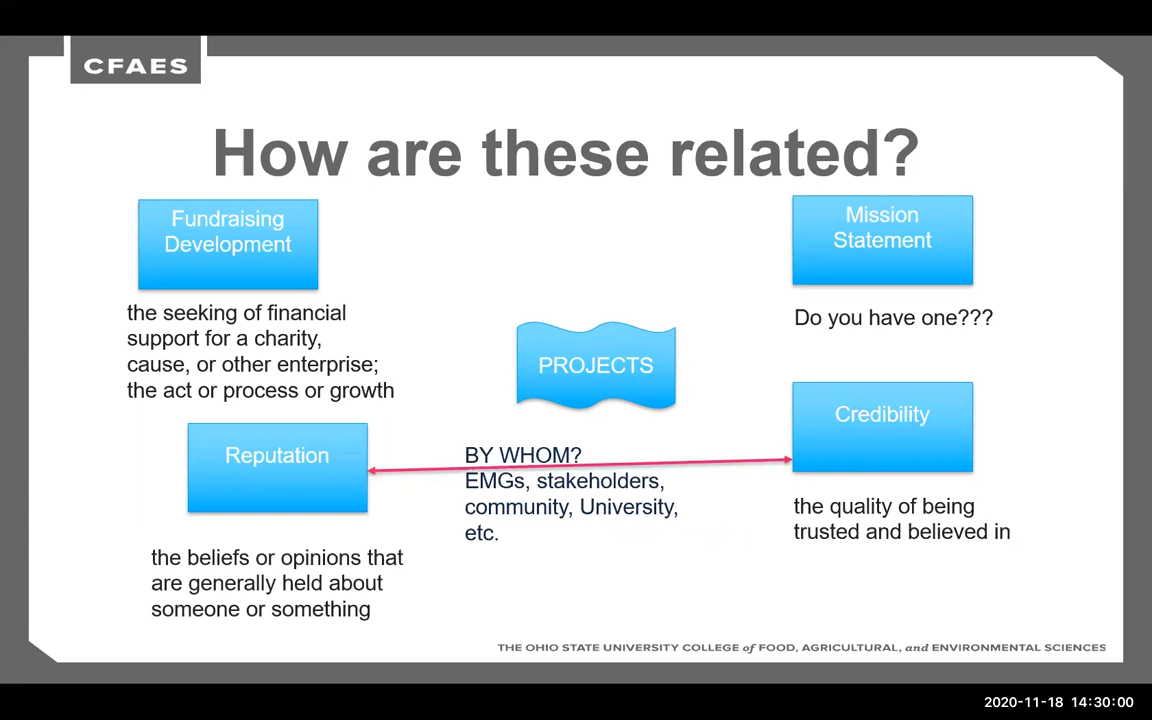 CFAES
How are these related?
Fundraising
Development
the seeking of financial
support for a charity,
cause, or other enterprise;
the act or process or growth
Mission
Statement
Do you have one???
PROJECTS
Reputation
the beliefs or opinions that
are generally held about
someone or something
BY WHOM?
EMGs, stakeholders,
community, University,
etc.
Credibility
the quality of being
trusted and believed in
THE OHIO STATE UNIVERSITY COLLEGE of FOOD, AGRICULTURAL, and ENVIRONMENTAL SCIENCES
2020-11-18 14:30:00